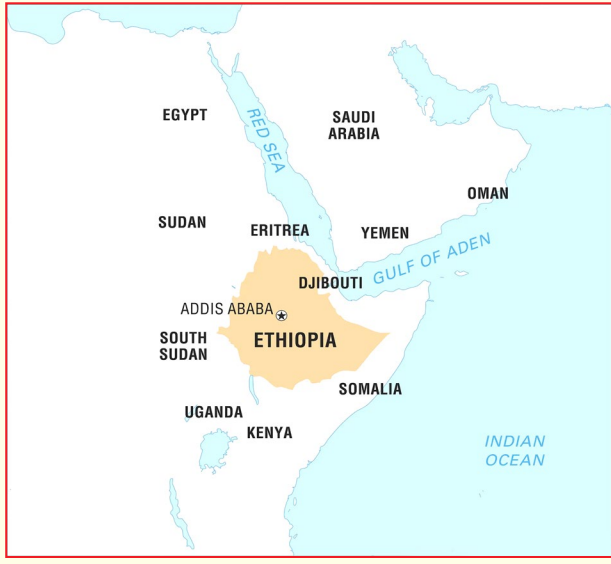 EGYPT
RED SEA
SAUDI
ARABIA
OMAN
SUDAN
ERITREA
YEMEN
GULF OF ADEN
DJIBOUTI
ADDIS ABABA
ETHIOPIA
SOUTH
SUDAN
SOMALIA
UGANDA
KENYA
INDIAN
OCEAN